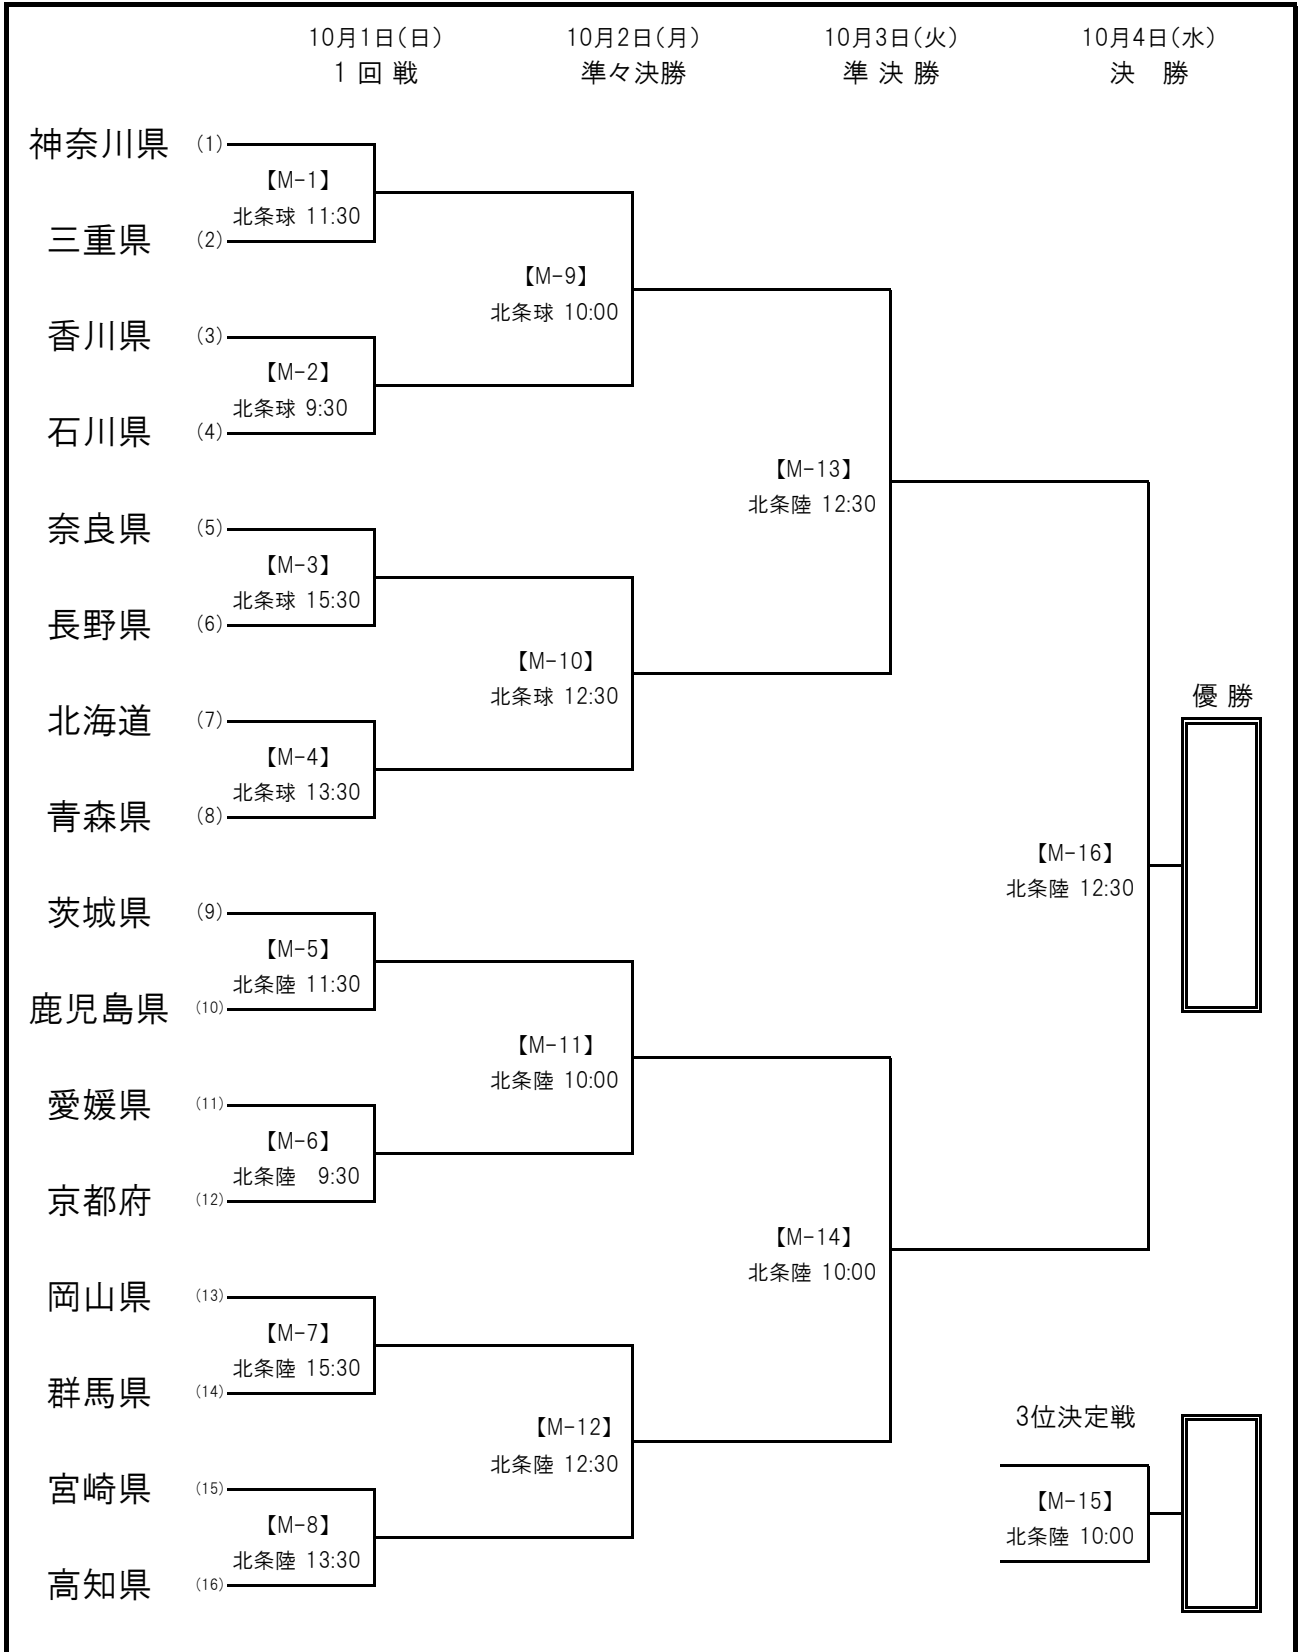 10月1日(日) 10月2日(月) 10月3日(火) 10月4日(水)
1 回 戦 準々決勝 準 決 勝 決 勝
神奈川県 (1)
【M-1】
北条球 11:30
三重県 (2)
【M-9】
北条球 10:00
香川県 (3)
【M-2】
北条球 9:30
石川県 (4)
【M-13】
北条陸 12:30
奈良県 (5)
【M-3】
北条球 15:30
長野県 (6)
【M-10】
北条球 12:30
優 勝
北海道 (7)
【M-4】
北条球 13:30
青森県 (8)
【M-16】
北条陸 12:30
茨城県 (9)
【M-5】
北条陸 11:30
鹿児島県 (10)
【M-11】
北条陸 10:00
愛媛県 (11)
【M-6】
北条陸 9:30
京都府 (12)
【M-14】
北条陸 10:00
岡山県 (13)
【M-7】
北条陸 15:30
群馬県 (14)
3位決定戦
【M-12】
北条陸 12:30
宮崎県 (15)
【M-15】
北条陸 10:00
【M-8】
北条陸 13:30
高知県 (16)